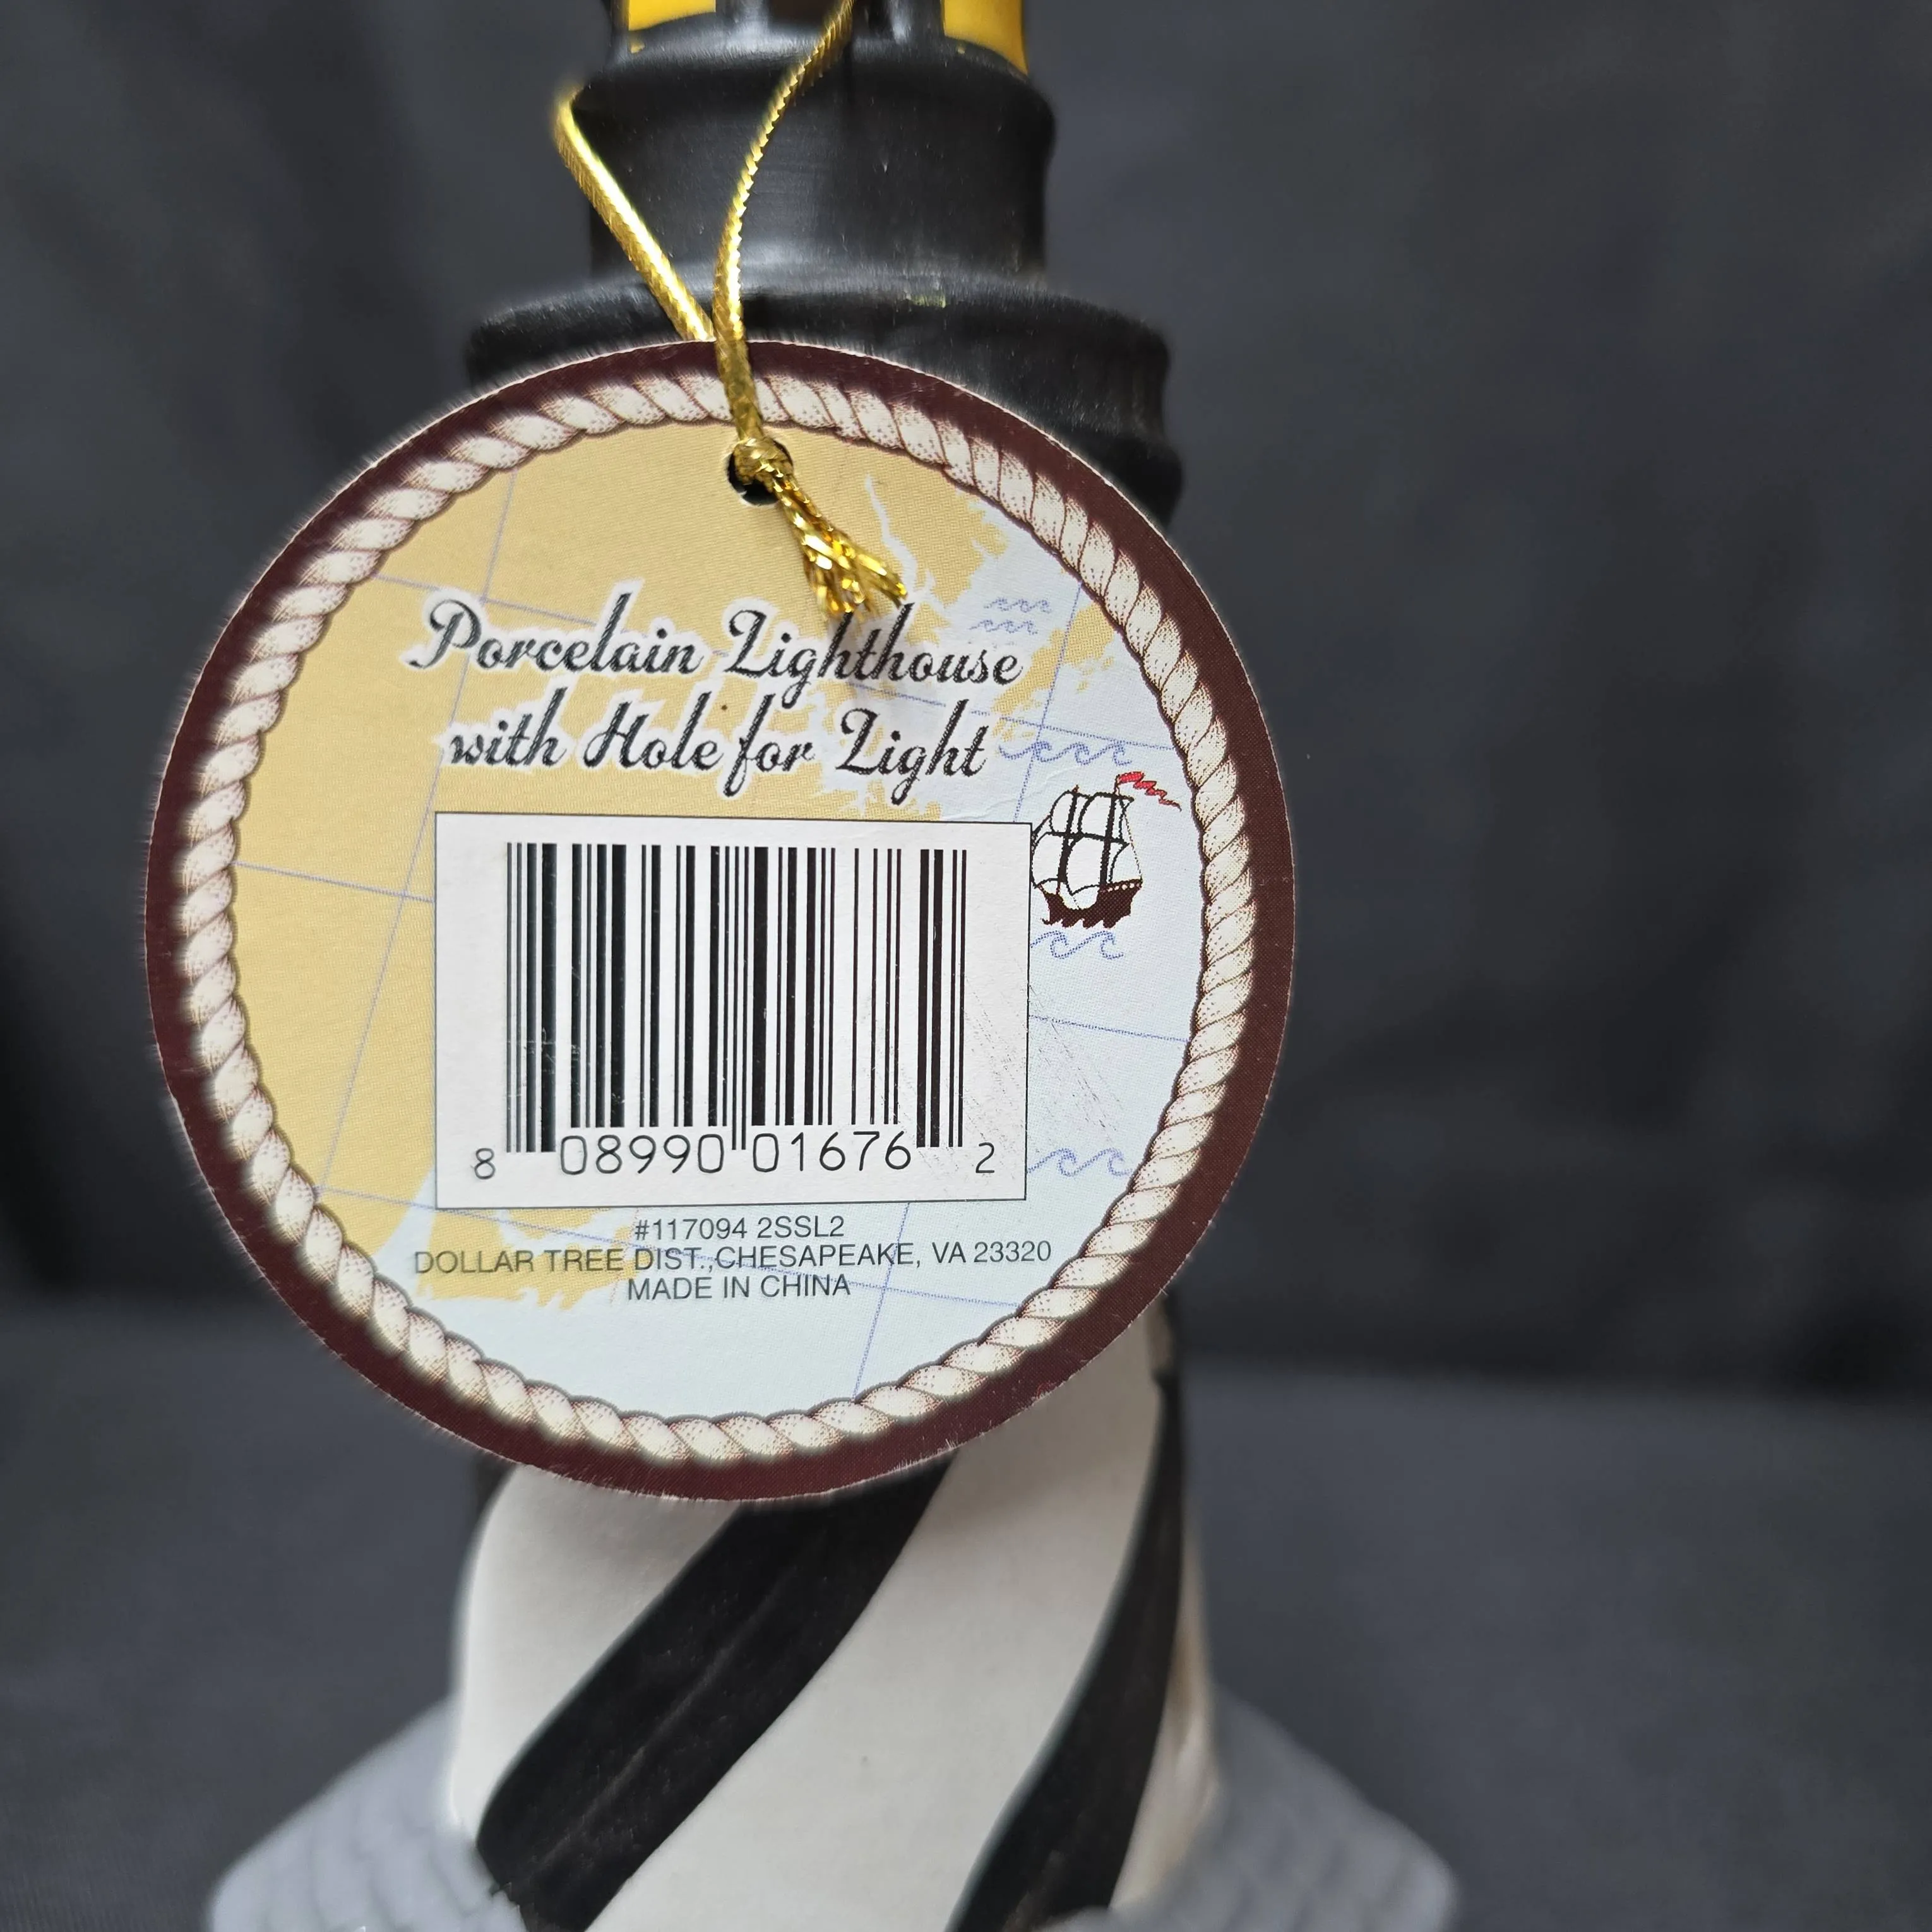 Porcelain Lighthouse
with Hole for Light
8 08990 01676 2
#117094 2SSL2
DOLLAR TREE DIST.,CHESAPEAKE, VA 23320
MADE IN CHINA